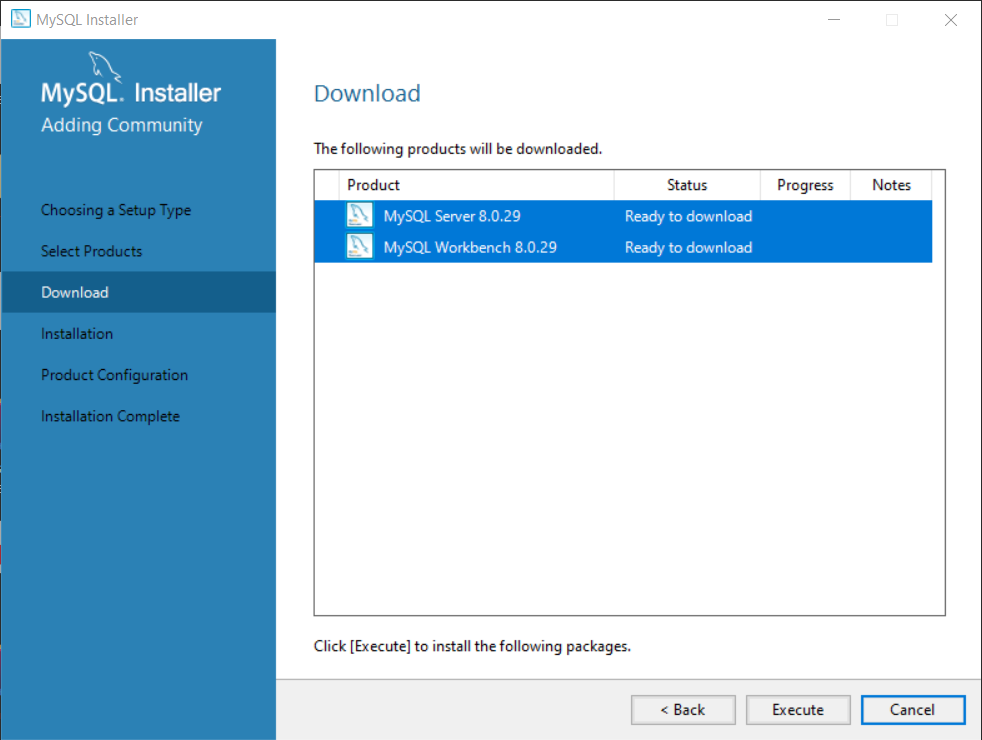 MySQL Installer
MySQL. Installer
Adding Community
Choosing a Setup Type
Select Products
Download
Installation
Product Configuration
Installation Complete
Download
The following products will be downloaded.
Product Status Progress Notes
MySQL Server 8.0.29 Ready to download
MySQL Workbench 8.0.29 Ready to download
Click [Execute] to install the following packages.
< Back Execute Cancel